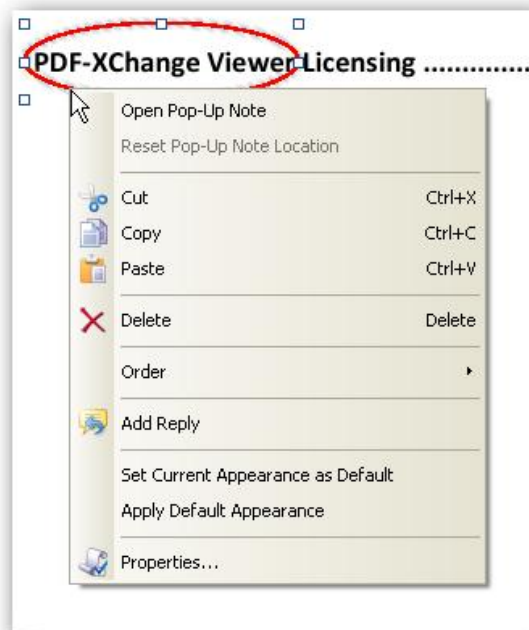 PDF-XChange Viewer Licensing ...............
Open Pop-Up Note
Reset Pop-Up Note Location
Cut Ctrl+X
Copy Ctrl+C
Paste Ctrl+V
Delete Delete
Order
Add Reply
Set Current Appearance as Default
Apply Default Appearance
Properties...